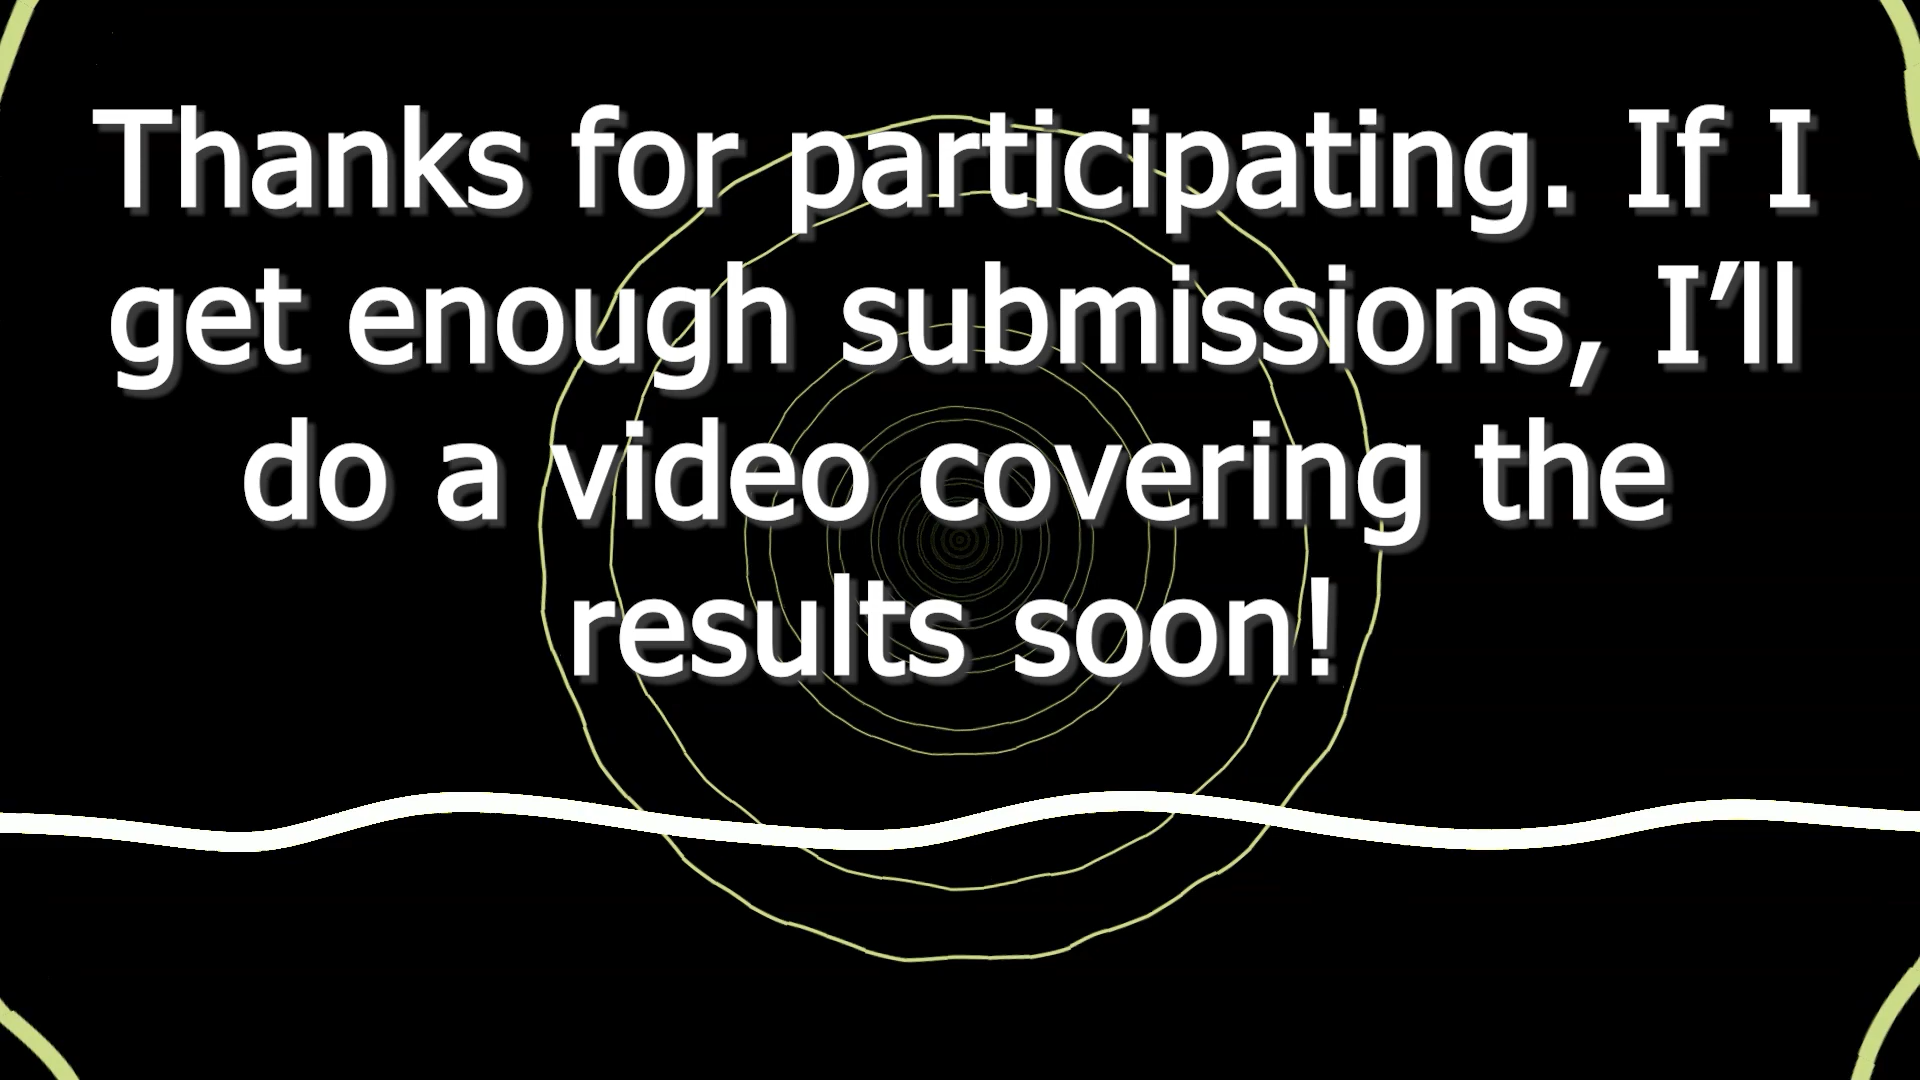 Thanks for participating. If I
get enough submissions, I’ll
do a video covering the
results soon!